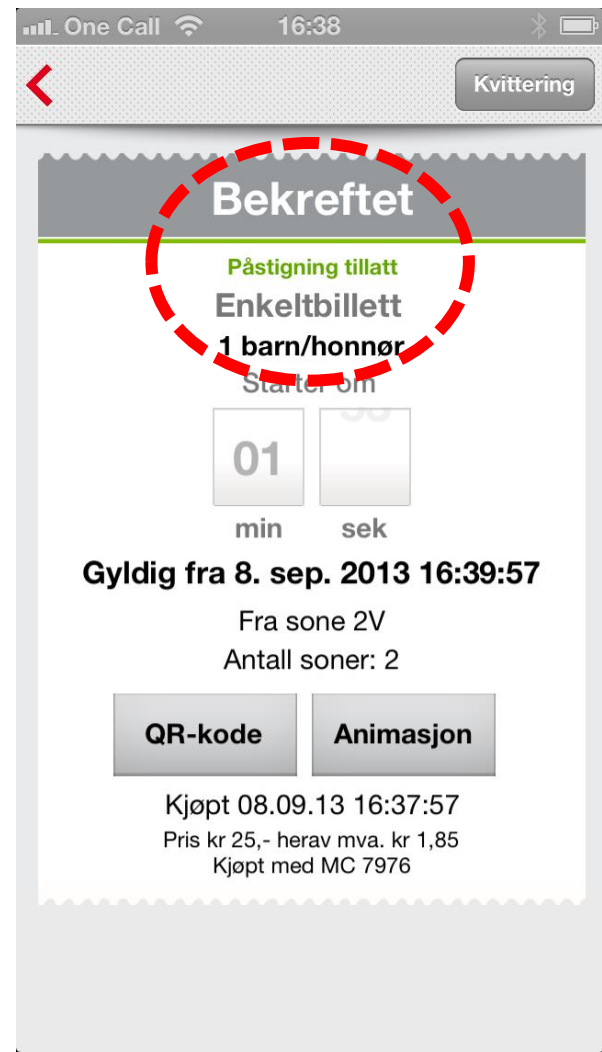 One Call 16:38
Kvittering
Bekreftet
Påstigning tillatt
Enkeltbillett
1 barn/honnør
Starter om
01
min sek
Gyldig fra 8. sep. 2013 16:39:57
Fra sone 2V
Antall soner: 2
QR-kode Animasjon
Kjøpt 08.09.13 16:37:57
Pris kr 25,- herav mva. kr 1,85
Kjøpt med MC 7976